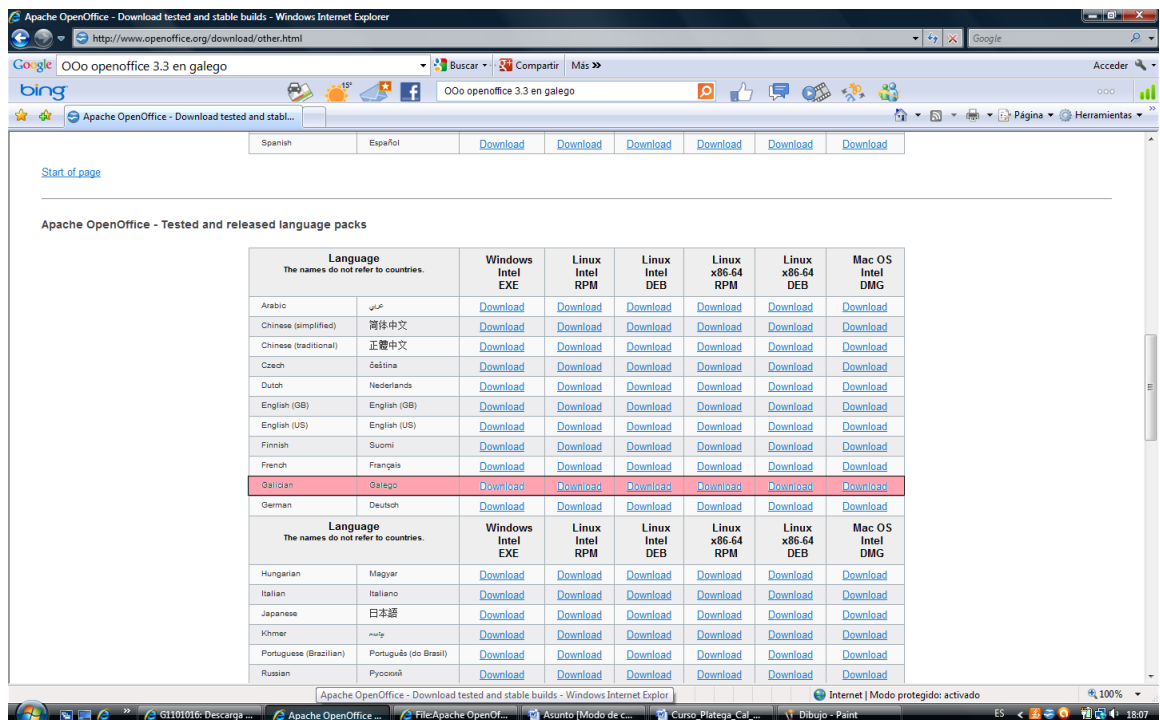 Apache OpenOffice - Download tested and stable builds - Windows Internet Explorer
http://www.openoffice.org/download/other.html
Google
Google OOo openoffice 3.3 en galego Buscar Compartir Más » Acceder
bing 15° OOo openoffice 3.3 en galego
Apache OpenOffice - Download tested and stabl... Página Herramientas
Spanish Español Download Download Download Download Download Download
Start of page
Apache OpenOffice - Tested and released language packs
Language Windows Linux Linux Linux Linux Mac OS
The names do not refer to countries. Intel Intel Intel x86-64 x86-64 Intel
EXE RPM DEB RPM DEB DMG
Arabic عربي Download Download Download Download Download Download
Chinese (simplified) 简体中文 Download Download Download Download Download Download
Chinese (traditional) 正體中文 Download Download Download Download Download Download
Czech čeština Download Download Download Download Download Download
Dutch Nederlands Download Download Download Download Download Download
English (GB) English (GB) Download Download Download Download Download Download
English (US) English (US) Download Download Download Download Download Download
Finnish Suomi Download Download Download Download Download Download
French Français Download Download Download Download Download Download
Galician Galego Download Download Download Download Download Download
German Deutsch Download Download Download Download Download Download
Language Windows Linux Linux Linux Linux Mac OS
The names do not refer to countries. Intel Intel Intel x86-64 x86-64 Intel
EXE RPM DEB RPM DEB DMG
Hungarian Magyar Download Download Download Download Download Download
Italian Italiano Download Download Download Download Download Download
Japanese 日本語 Download Download Download Download Download Download
Khmer Download Download Download Download Download Download
Portuguese (Brazilian) Português (do Brasil) Download Download Download Download Download Download
Russian Русский Download Download Download Download Download Download
Apache OpenOffice - Download tested and stable builds - Windows Internet Explor Internet | Modo protegido: activado 100%
G1101016: Descarga ... Apache OpenOffice ... File:Apache OpenOf... Asunto [Modo de c... Curso_Platega_Cal_... Dibujo - Paint ES 18:07